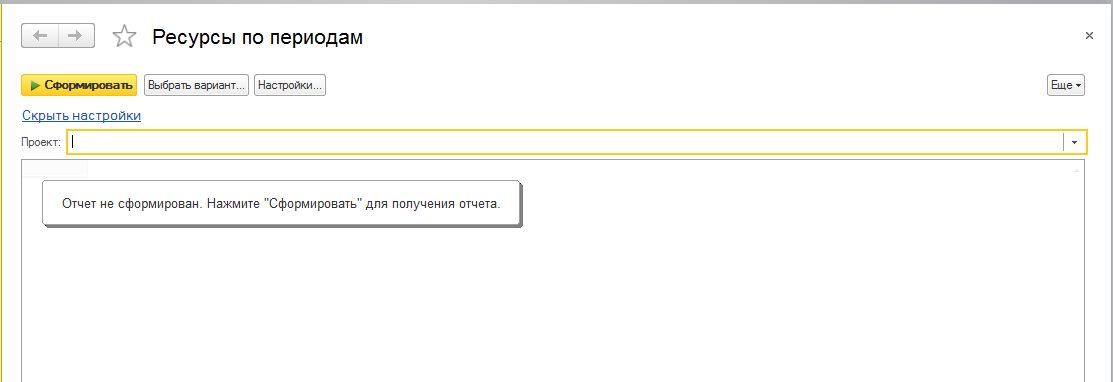 Ресурсы по периодам
Сформировать Выбрать вариант... Настройки... Еще
Скрыть настройки
Проект:
Отчет не сформирован. Нажмите "Сформировать" для получения отчета.